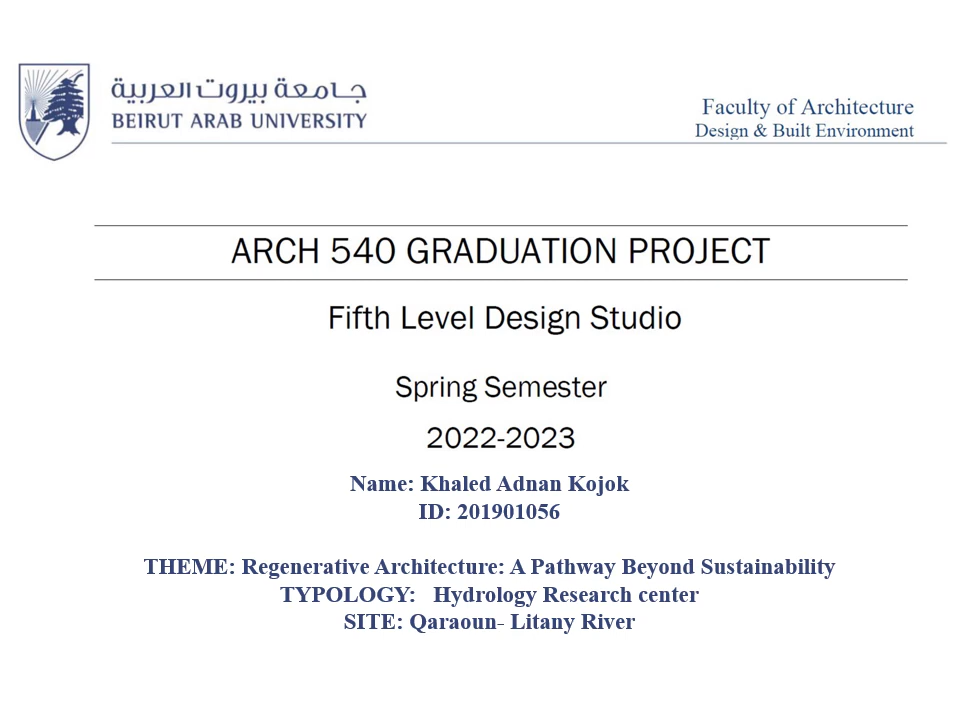 جامعة بيروت العربية
BEIRUT ARAB UNIVERSITY
Faculty of Architecture
Design & Built Environment
ARCH 540 GRADUATION PROJECT
Fifth Level Design Studio
Spring Semester
2022-2023
Name: Khaled Adnan Kojok
ID: 201901056
THEME: Regenerative Architecture: A Pathway Beyond Sustainability
TYPOLOGY: Hydrology Research center
SITE: Qaraoun- Litany River